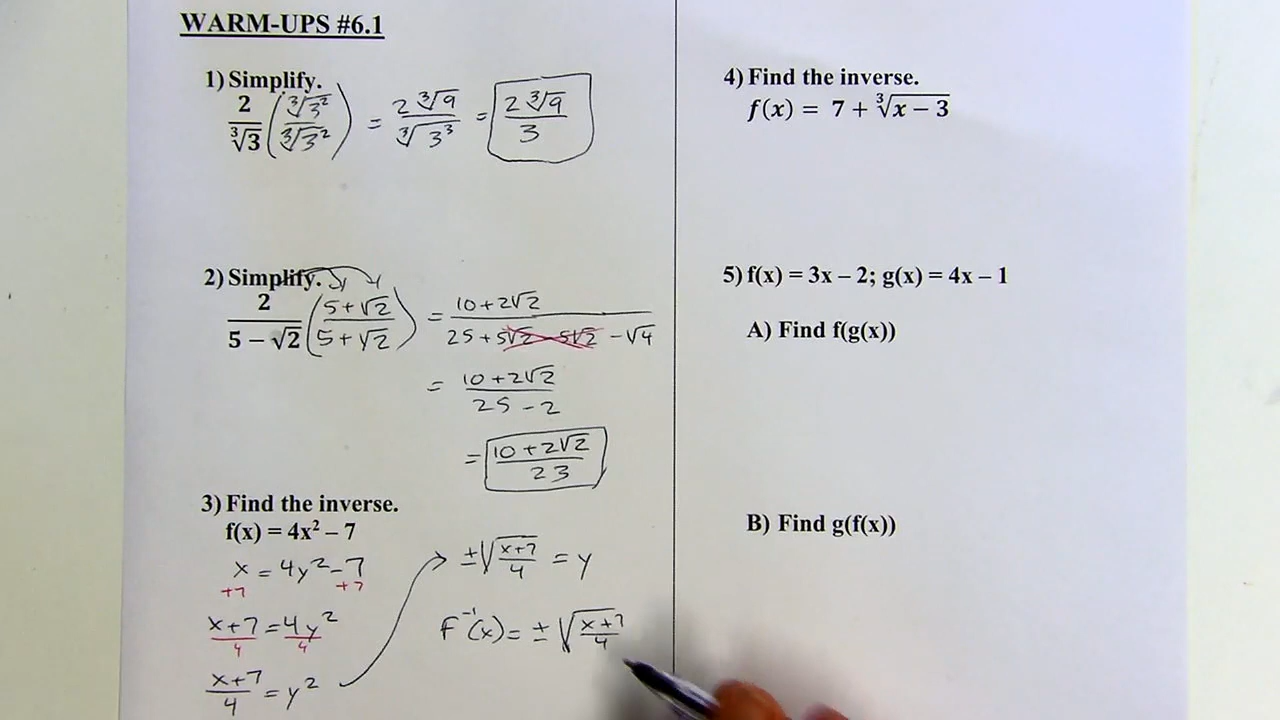 WARM-UPS #6.1
1) Simplify.
2/∛3 (∛3²/∛3²) = 2∛9/∛3³ = 2∛9/3
2) Simplify.
2/(5 − √2) ((5+√2)/(5+√2)) = (10+2√2)/(25+5√2−5√2−√4)
= (10+2√2)/(25−2)
= (10+2√2)/23
3) Find the inverse.
f(x) = 4x² – 7
x = 4y² − 7
+7 +7
x+7 = 4y²
4 4
(x+7)/4 = y²
±√((x+7)/4) = y
f⁻¹(x) = ±√((x+7)/4)
4) Find the inverse.
f(x) = 7 + ∛(x − 3)
5) f(x) = 3x – 2; g(x) = 4x – 1
A) Find f(g(x))
B) Find g(f(x))